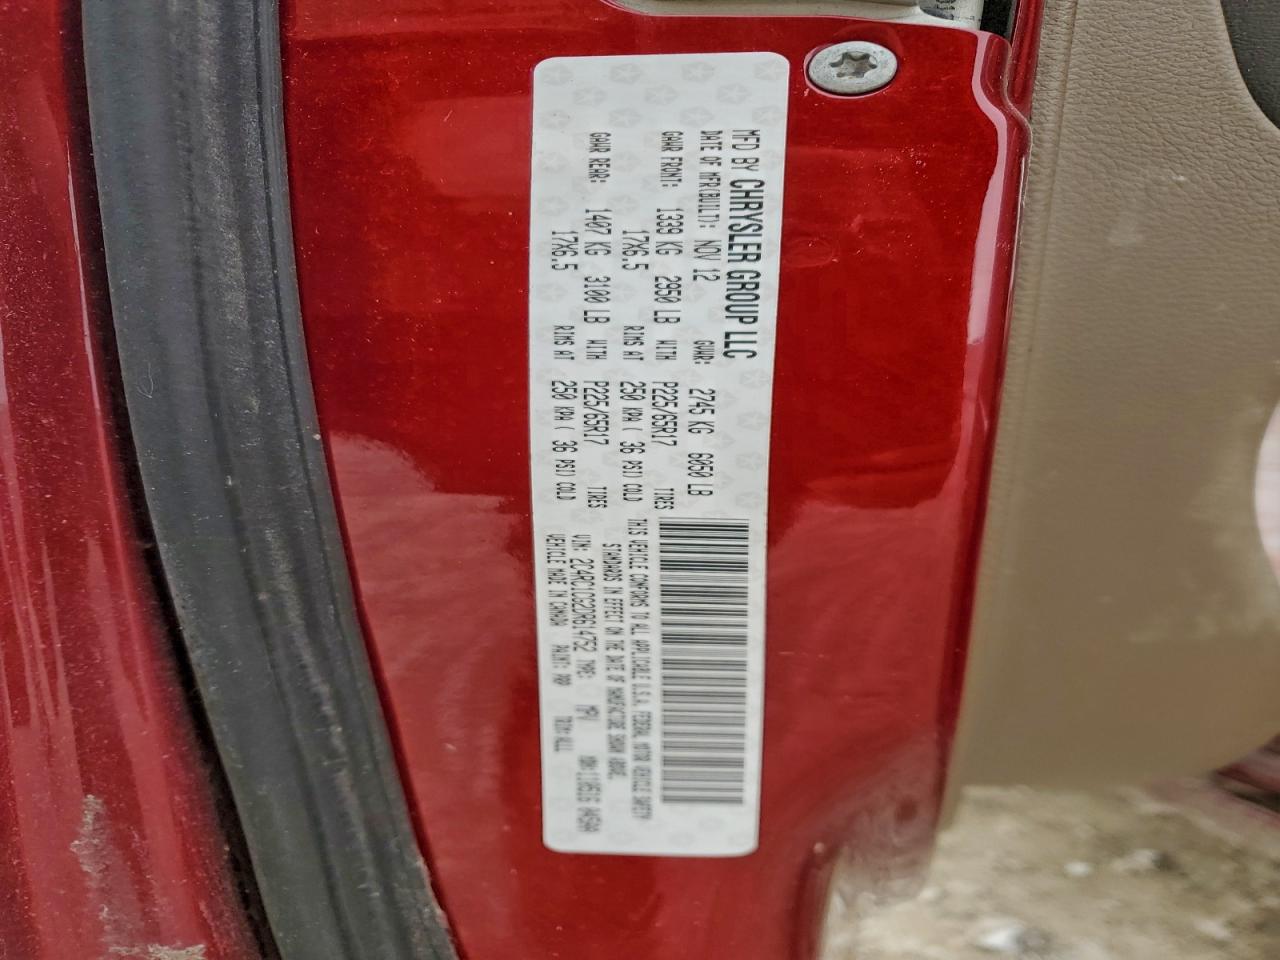 MFD BY CHRYSLER GROUP LLC
DATE OF MFR(BUILT): NOV 12 GVWR: 2745 KG 6050 LB
GAWR FRONT: 1339 KG 2950 LB WITH P225/65R17 TIRES
17X6.5 RIMS AT 250 KPA ( 36 PSI) COLD
GAWR REAR: 1407 KG 3100 LB WITH P225/65R17 TIRES
17X6.5 RIMS AT 250 KPA ( 36 PSI) COLD
THIS VEHICLE CONFORMS TO ALL APPLICABLE U.S.A. FEDERAL MOTOR VEHICLE SAFETY
STANDARDS IN EFFECT ON THE DATE OF MANUFACTURE SHOWN ABOVE.
VIN: 2C4RC1CG2DR614752 TYPE: MPV
VEHICLE MADE IN CANADA PAINT: TRIM: